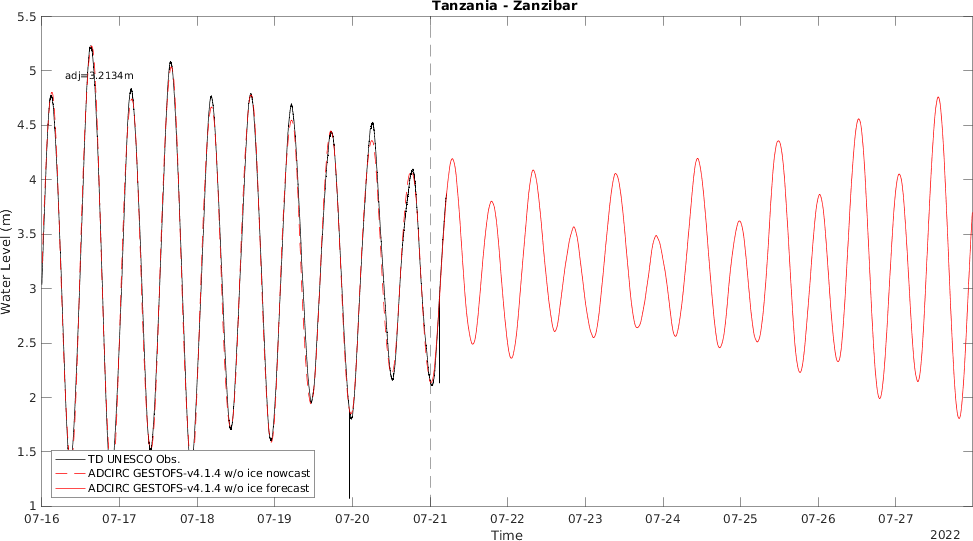 Tanzania - Zanzibar
5.5
5
4.5
4
3.5
3
2.5
2
1.5
1
Water Level (m)
adj=3.2134m
TD UNESCO Obs.
ADCIRC GESTOFS-v4.1.4 w/o ice nowcast
ADCIRC GESTOFS-v4.1.4 w/o ice forecast
07-16 07-17 07-18 07-19 07-20 07-21 07-22 07-23 07-24 07-25 07-26 07-27
Time
2022